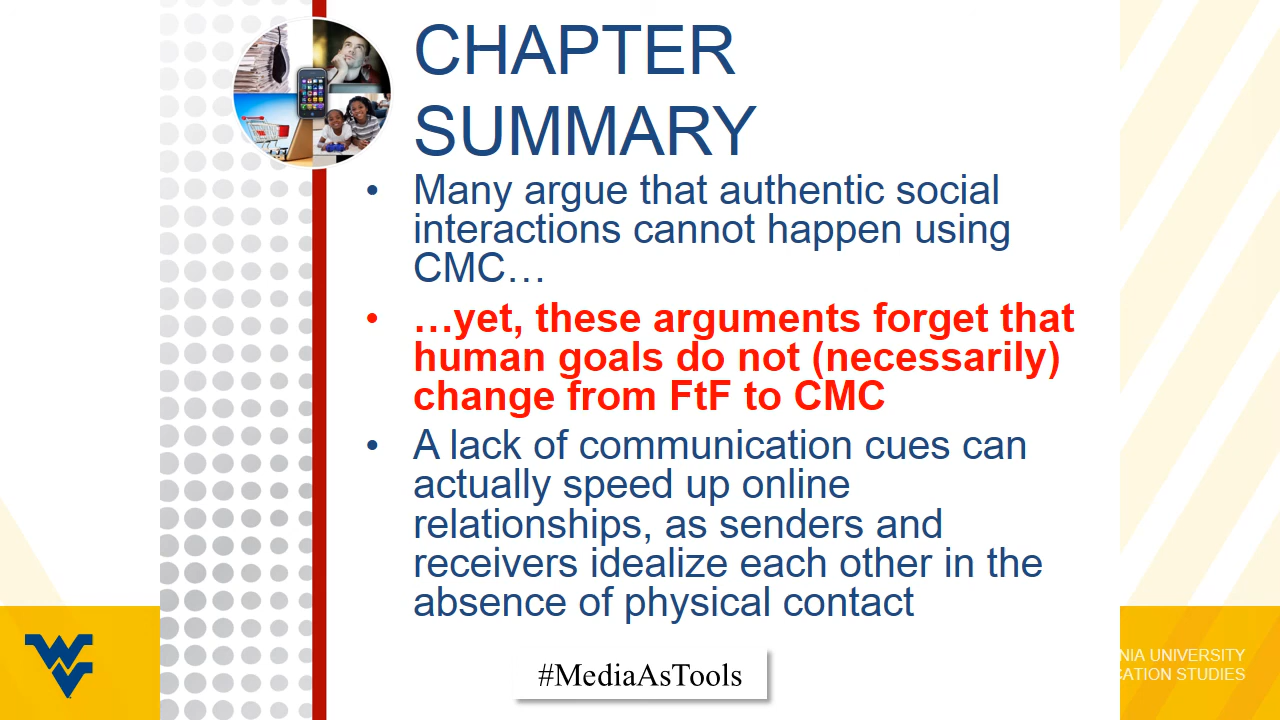 CHAPTER
SUMMARY
• Many argue that authentic social
interactions cannot happen using
CMC…
• …yet, these arguments forget that
human goals do not (necessarily)
change from FtF to CMC
• A lack of communication cues can
actually speed up online
relationships, as senders and
receivers idealize each other in the
absence of physical contact
#MediaAsTools
NIA UNIVERSITY
CATION STUDIES